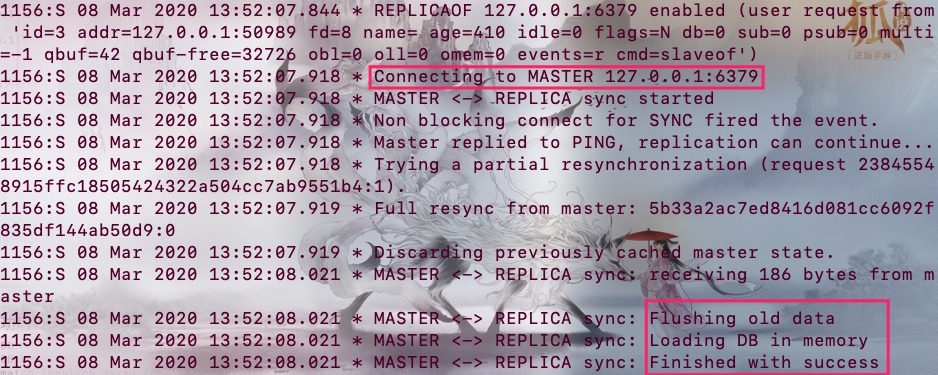 1156:S 08 Mar 2020 13:52:07.844 * REPLICAOF 127.0.0.1:6379 enabled (user request from
'id=3 addr=127.0.0.1:50989 fd=8 name= age=410 idle=0 flags=N db=0 sub=0 psub=0 multi
=-1 qbuf=42 qbuf-free=32726 obl=0 oll=0 omem=0 events=r cmd=slaveof')
1156:S 08 Mar 2020 13:52:07.918 * Connecting to MASTER 127.0.0.1:6379
1156:S 08 Mar 2020 13:52:07.918 * MASTER <-> REPLICA sync started
1156:S 08 Mar 2020 13:52:07.918 * Non blocking connect for SYNC fired the event.
1156:S 08 Mar 2020 13:52:07.918 * Master replied to PING, replication can continue...
1156:S 08 Mar 2020 13:52:07.918 * Trying a partial resynchronization (request 2384554
8915ffc18505424322a504cc7ab9551b4:1).
1156:S 08 Mar 2020 13:52:07.919 * Full resync from master: 5b33a2ac7ed8416d081cc6092f
835df144ab50d9:0
1156:S 08 Mar 2020 13:52:07.919 * Discarding previously cached master state.
1156:S 08 Mar 2020 13:52:08.021 * MASTER <-> REPLICA sync: receiving 186 bytes from m
aster
1156:S 08 Mar 2020 13:52:08.021 * MASTER <-> REPLICA sync: Flushing old data
1156:S 08 Mar 2020 13:52:08.021 * MASTER <-> REPLICA sync: Loading DB in memory
1156:S 08 Mar 2020 13:52:08.021 * MASTER <-> REPLICA sync: Finished with success
狐
正版手游